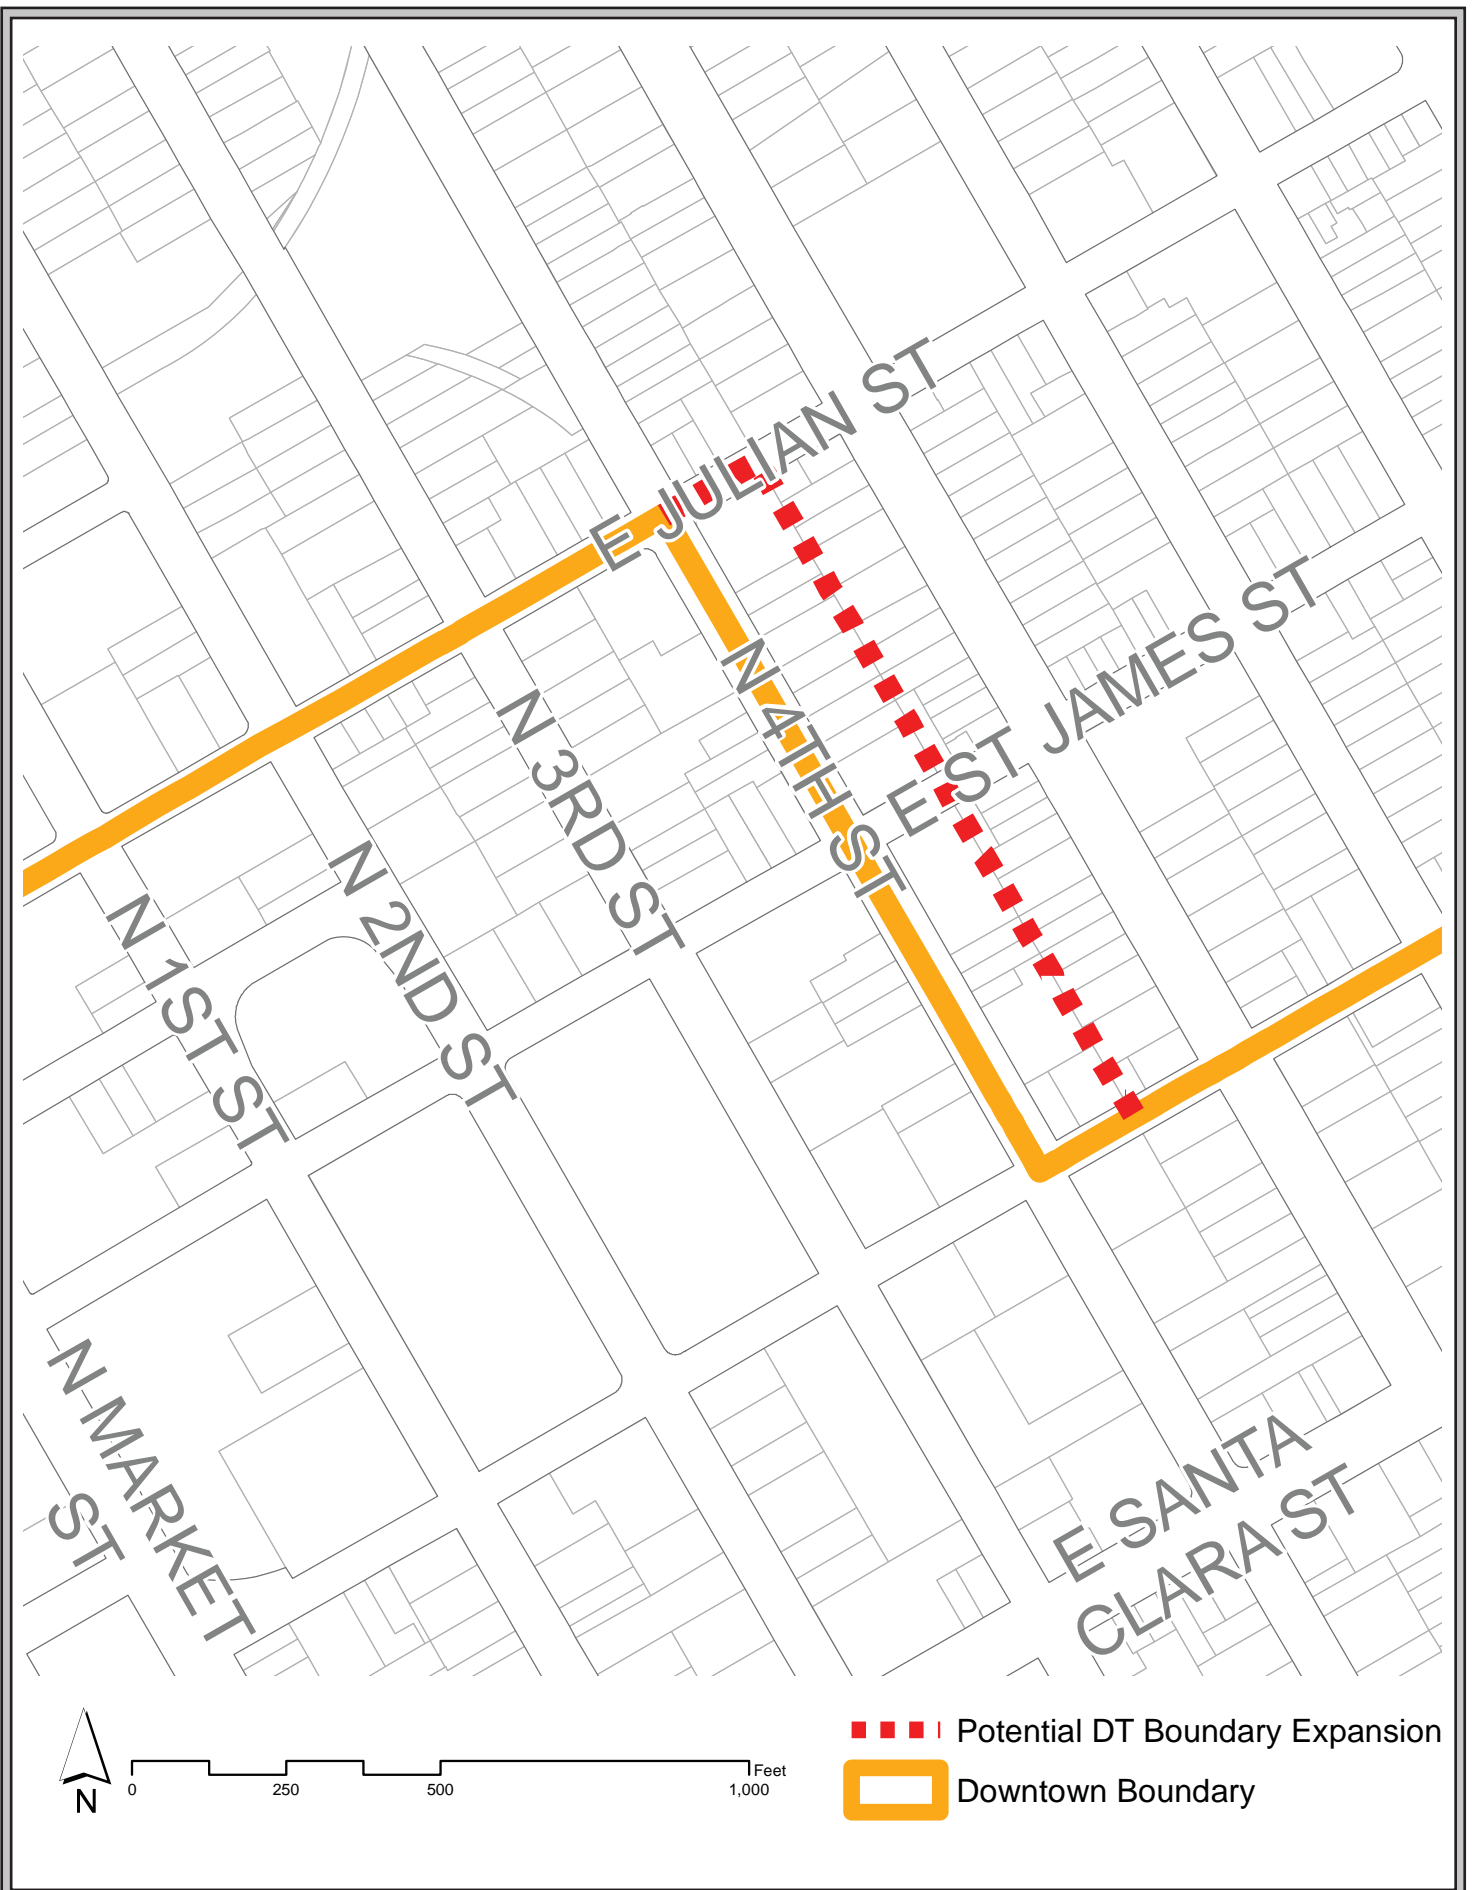 E JULIAN ST
E ST JAMES ST
N 4TH ST
N 3RD ST
N 2ND ST
N 1ST ST
N MARKET
ST
E SANTA
CLARA ST
N
0
250
500
1,000
Feet
Potential DT Boundary Expansion
Downtown Boundary